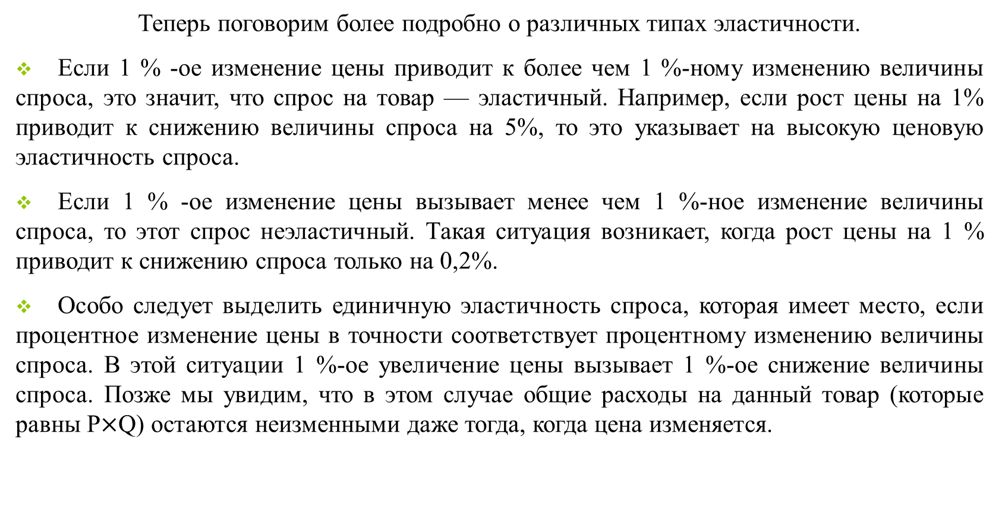 Теперь поговорим более подробно о различных типах эластичности.
❖ Если 1 % -ое изменение цены приводит к более чем 1 %-ному изменению величины
спроса, это значит, что спрос на товар — эластичный. Например, если рост цены на 1%
приводит к снижению величины спроса на 5%, то это указывает на высокую ценовую
эластичность спроса.
❖ Если 1 % -ое изменение цены вызывает менее чем 1 %-ное изменение величины
спроса, то этот спрос неэластичный. Такая ситуация возникает, когда рост цены на 1 %
приводит к снижению спроса только на 0,2%.
❖ Особо следует выделить единичную эластичность спроса, которая имеет место, если
процентное изменение цены в точности соответствует процентному изменению величины
спроса. В этой ситуации 1 %-ое увеличение цены вызывает 1 %-ое снижение величины
спроса. Позже мы увидим, что в этом случае общие расходы на данный товар (которые
равны P×Q) остаются неизменными даже тогда, когда цена изменяется.